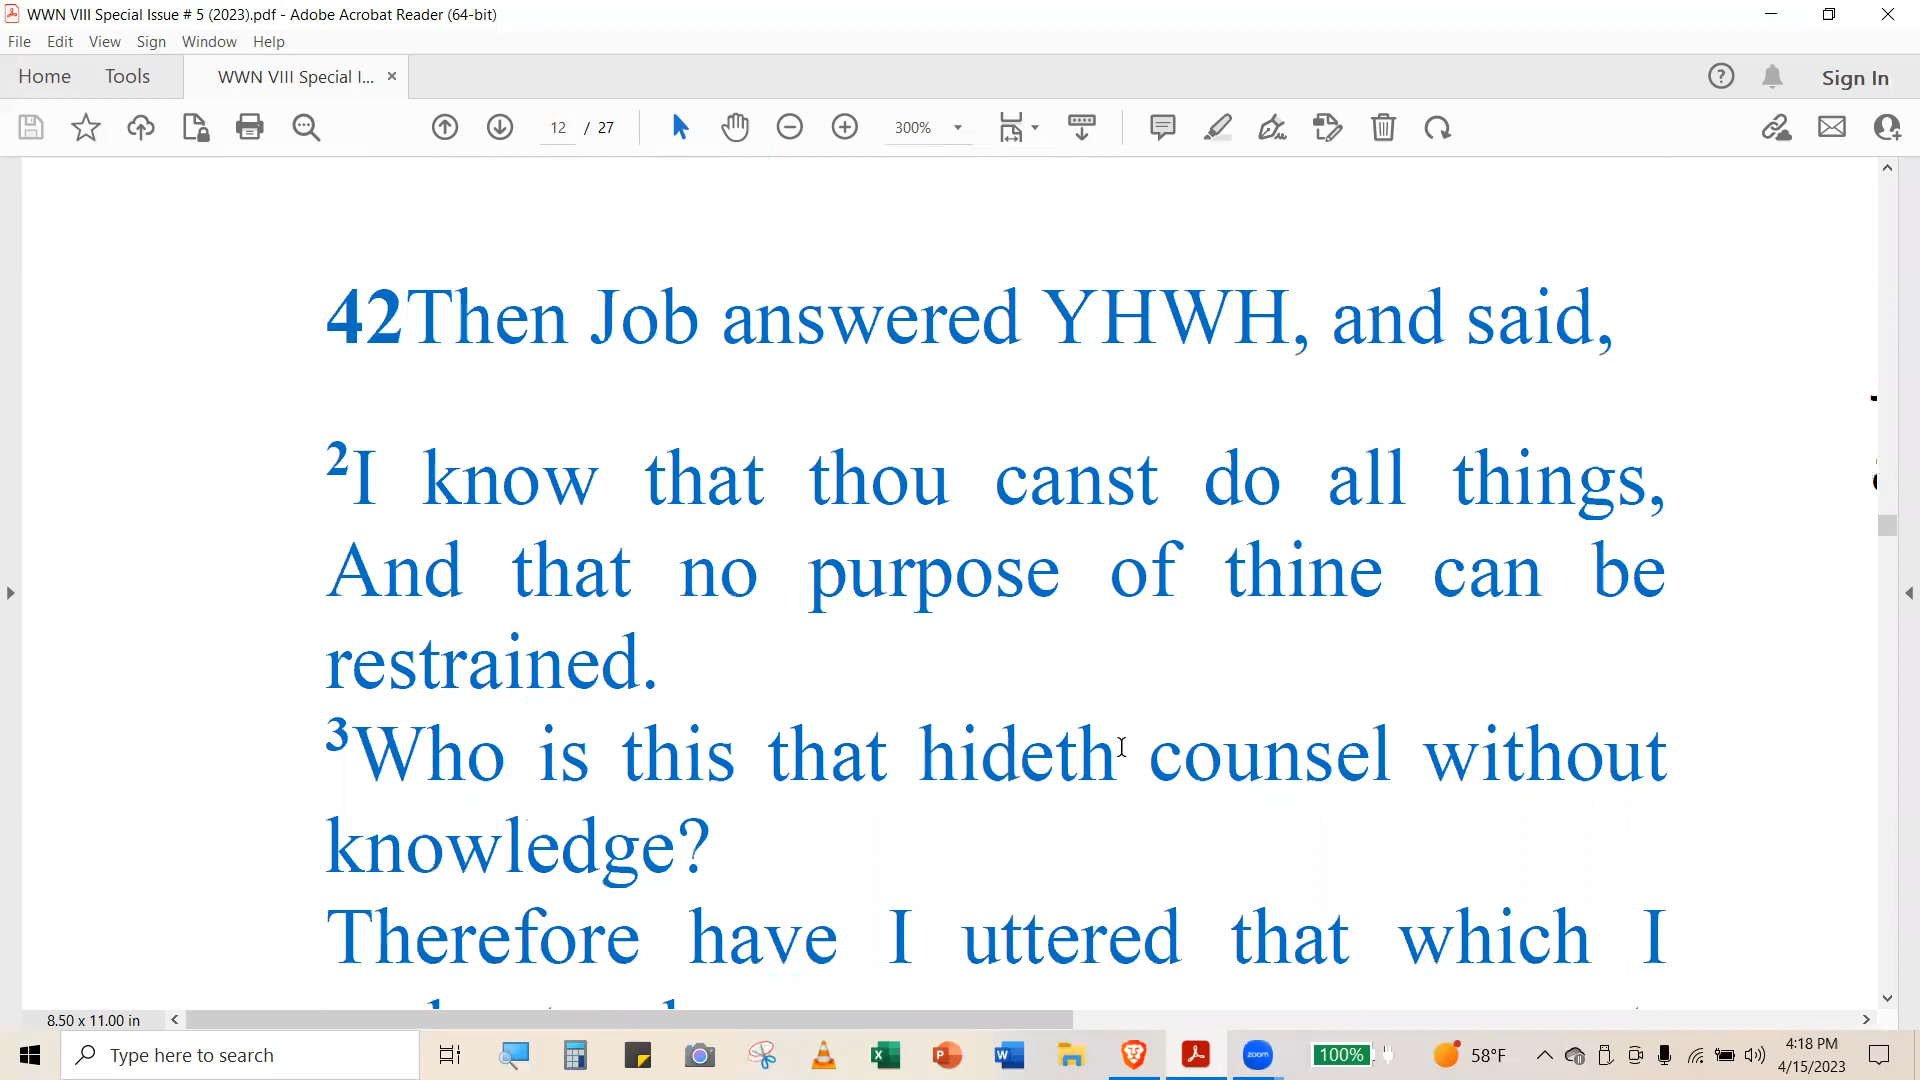 WWN VIII Special Issue # 5 (2023).pdf - Adobe Acrobat Reader (64-bit)
File Edit View Sign Window Help
Home Tools WWN VIII Special I... × Sign In
12 / 27 300%
42Then Job answered YHWH, and said,
2I know that thou canst do all things,
And that no purpose of thine can be
restrained.
3Who is this that hideth counsel without
knowledge?
Therefore have I uttered that which I
8.50 x 11.00 in
Type here to search zoom 100% 58°F 4:18 PM
4/15/2023